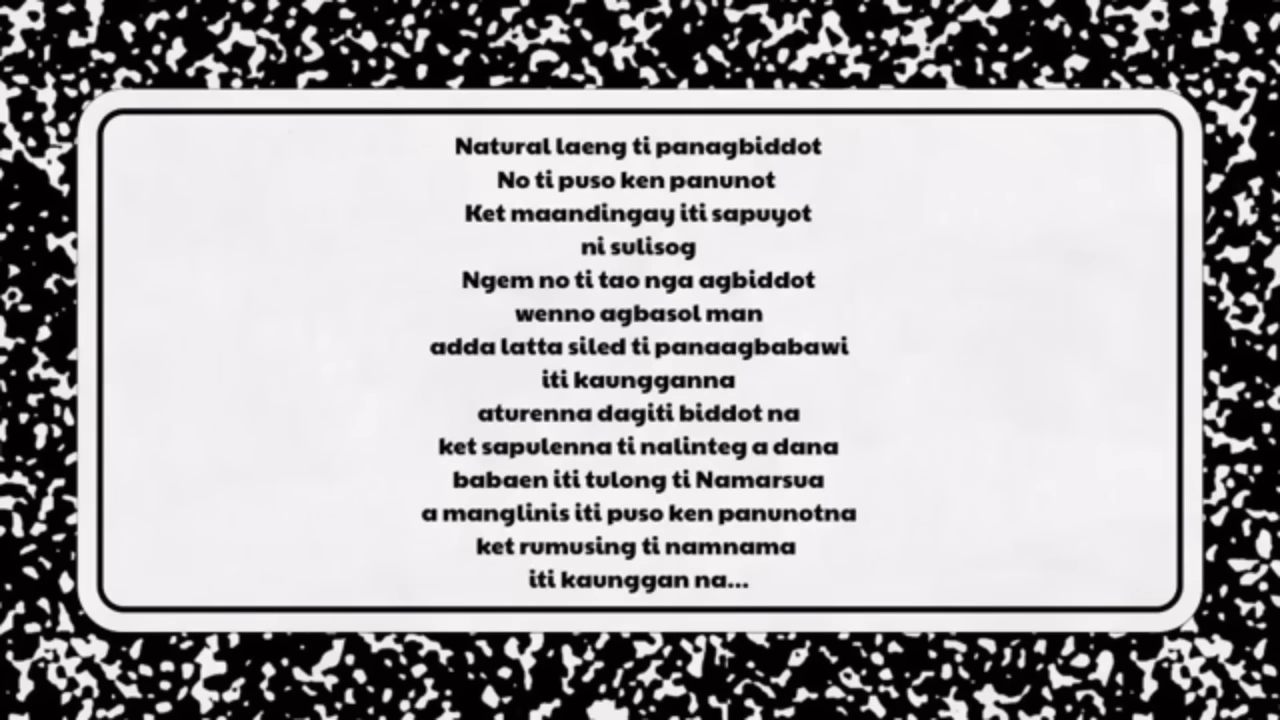 Natural laeng ti panagbiddot
No ti puso ken panunot
Ket maandingay iti sapuyot
ni sulisog
Ngem no ti tao nga agbiddot
wenno agbasol man
adda latta siled ti panaagbabawi
iti kaungganna
aturenna dagiti biddot na
ket sapulenna ti nalinteg a dana
babaen iti tulong ti Namarsua
a manglinis iti puso ken panunotna
ket rumusing ti namnama
iti kaunggan na...